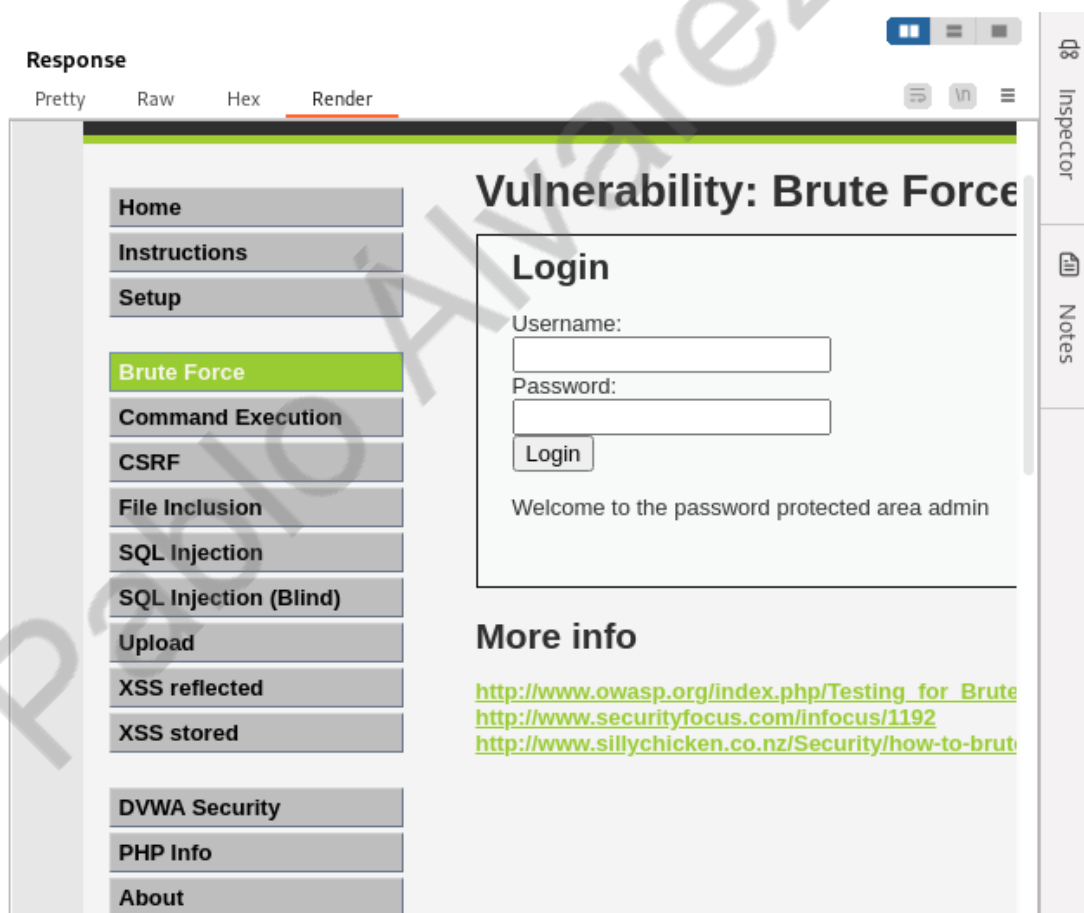 Response
Pretty Raw Hex Render
\n
Inspector
Notes
Home
Instructions
Setup
Brute Force
Command Execution
CSRF
File Inclusion
SQL Injection
SQL Injection (Blind)
Upload
XSS reflected
XSS stored
DVWA Security
PHP Info
About
Vulnerability: Brute Force
Login
Username:
Password:
Login
Welcome to the password protected area admin
More info
http://www.owasp.org/index.php/Testing_for_Brute
http://www.securityfocus.com/infocus/1192
http://www.sillychicken.co.nz/Security/how-to-brut
Pablo Álvarez